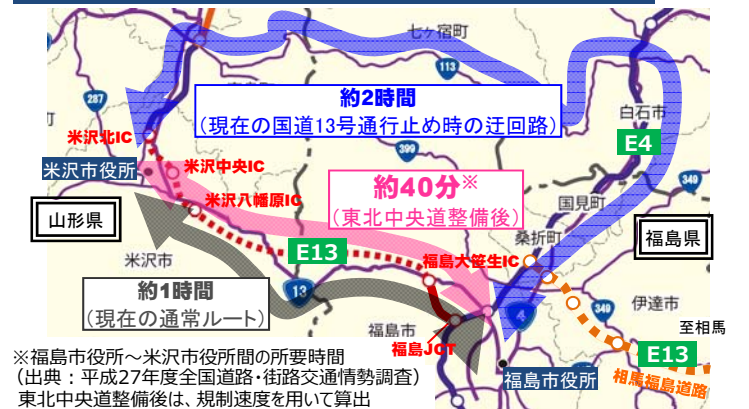 七ヶ宿町
113
287
約2時間
(現在の国道13号通行止め時の迂回路)
白石市
E4
米沢北IC
399
米沢市役所
米沢中央IC
約40分※
(東北中央道整備後)
349
米沢八幡原IC
国見町
山形県
桑折町
福島県
E13
福島大笹生IC
米沢市
約1時間
(現在の通常ルート)
13
4
349
伊達市
至相馬
福島市
福島JCT
E13
※福島市役所~米沢市役所間の所要時間
(出典:平成27年度全国道路・街路交通情勢調査)
東北中央道整備後は、規制速度を用いて算出
福島市役所
相馬福島道路